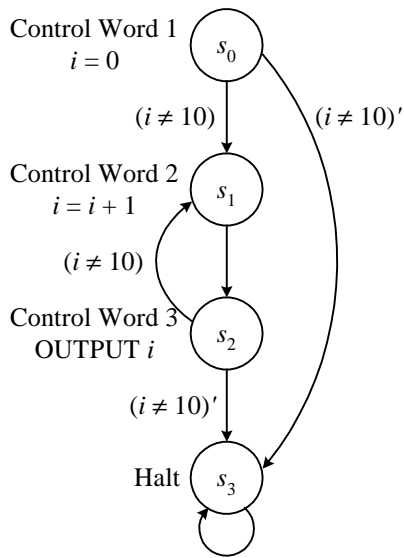 Control Word 1
i = 0
s0
(i ≠ 10)
(i ≠ 10)′
Control Word 2
i = i + 1
s1
(i ≠ 10)
Control Word 3
OUTPUT i
s2
(i ≠ 10)′
Halt
s3